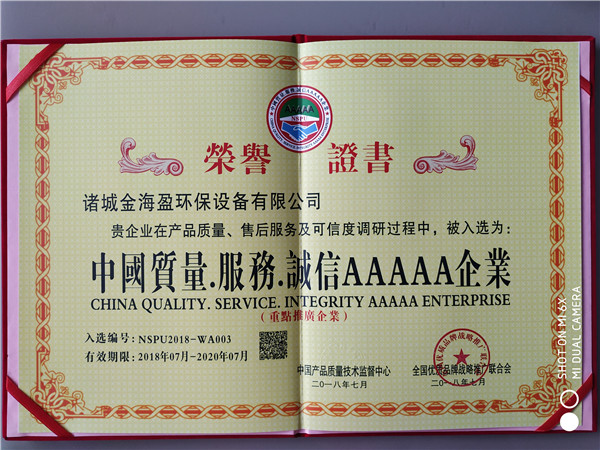 AAAAA
NSPU
榮譽 證書
诸城金海盈环保设备有限公司
贵企业在产品质量、售后服务及可信度调研过程中，被入选为：
中國質量.服務.誠信AAAAA企業
CHINA QUALITY. SERVICE. INTEGRITY AAAAA ENTERPRISE
（重點推廣企業）
入选编号：NSPU2018-WA003
有效期限：2018年07月-2020年07月
中国产品质量技术监督中心
二〇一八年七月
全国优质品牌战略推广联合会
二〇一八年七月
SHOT ON MI 6X
MI DUAL CAMERA